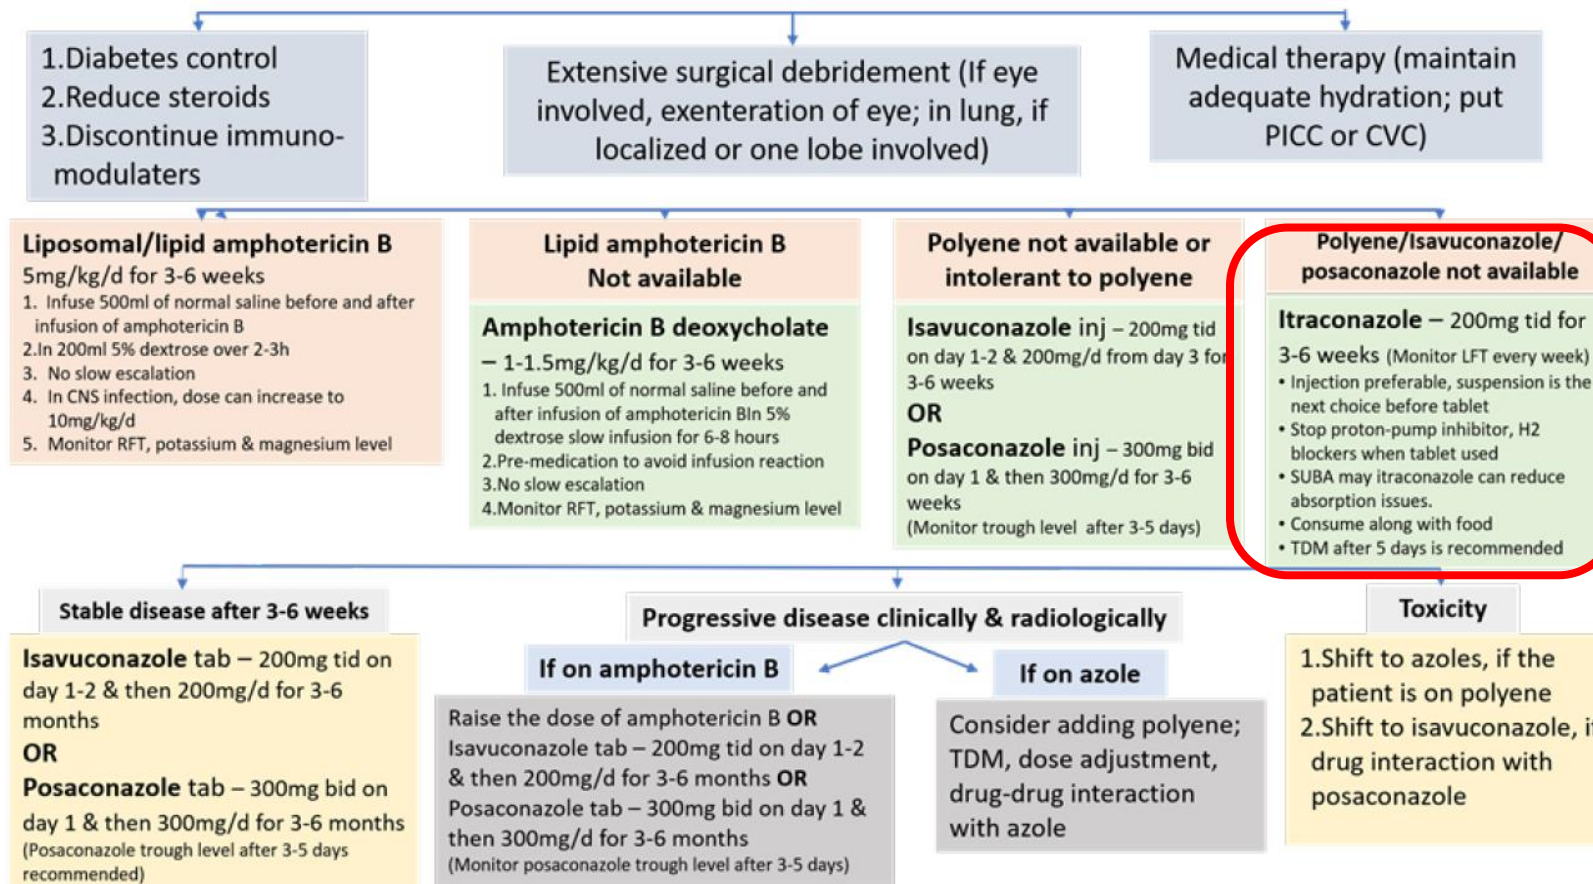 1.Diabetes control
2.Reduce steroids
3.Discontinue immuno-
modulaters
Extensive surgical debridement (If eye
involved, exenteration of eye; in lung, if
localized or one lobe involved)
Medical therapy (maintain
adequate hydration; put
PICC or CVC)
Liposomal/lipid amphotericin B
5mg/kg/d for 3-6 weeks
1. Infuse 500ml of normal saline before and after
infusion of amphotericin B
2.In 200ml 5% dextrose over 2-3h
3. No slow escalation
4. In CNS infection, dose can increase to
10mg/kg/d
5. Monitor RFT, potassium & magnesium level
Lipid amphotericin B
Not available
Amphotericin B deoxycholate
– 1-1.5mg/kg/d for 3-6 weeks
1. Infuse 500ml of normal saline before and
after infusion of amphotericin BIn 5%
dextrose slow infusion for 6-8 hours
2.Pre-medication to avoid infusion reaction
3.No slow escalation
4.Monitor RFT, potassium & magnesium level
Polyene not available or
intolerant to polyene
Isavuconazole inj – 200mg tid
on day 1-2 & 200mg/d from day 3 for
3-6 weeks
OR
Posaconazole inj – 300mg bid
on day 1 & then 300mg/d for 3-6
weeks
(Monitor trough level after 3-5 days)
Polyene/Isavuconazole/
posaconazole not available
Itraconazole – 200mg tid for
3-6 weeks (Monitor LFT every week)
• Injection preferable, suspension is the
next choice before tablet
• Stop proton-pump inhibitor, H2
blockers when tablet used
• SUBA may itraconazole can reduce
absorption issues.
• Consume along with food
• TDM after 5 days is recommended
Stable disease after 3-6 weeks
Isavuconazole tab – 200mg tid on
day 1-2 & then 200mg/d for 3-6
months
OR
Posaconazole tab – 300mg bid on
day 1 & then 300mg/d for 3-6 months
(Posaconazole trough level after 3-5 days
recommended)
Progressive disease clinically & radiologically
If on amphotericin B
Raise the dose of amphotericin B OR
Isavuconazole tab – 200mg tid on day 1-2
& then 200mg/d for 3-6 months OR
Posaconazole tab – 300mg bid on day 1 &
then 300mg/d for 3-6 months
(Monitor posaconazole trough level after 3-5 days)
If on azole
Consider adding polyene;
TDM, dose adjustment,
drug-drug interaction
with azole
Toxicity
1.Shift to azoles, if the
patient is on polyene
2.Shift to isavuconazole, if
drug interaction with
posaconazole